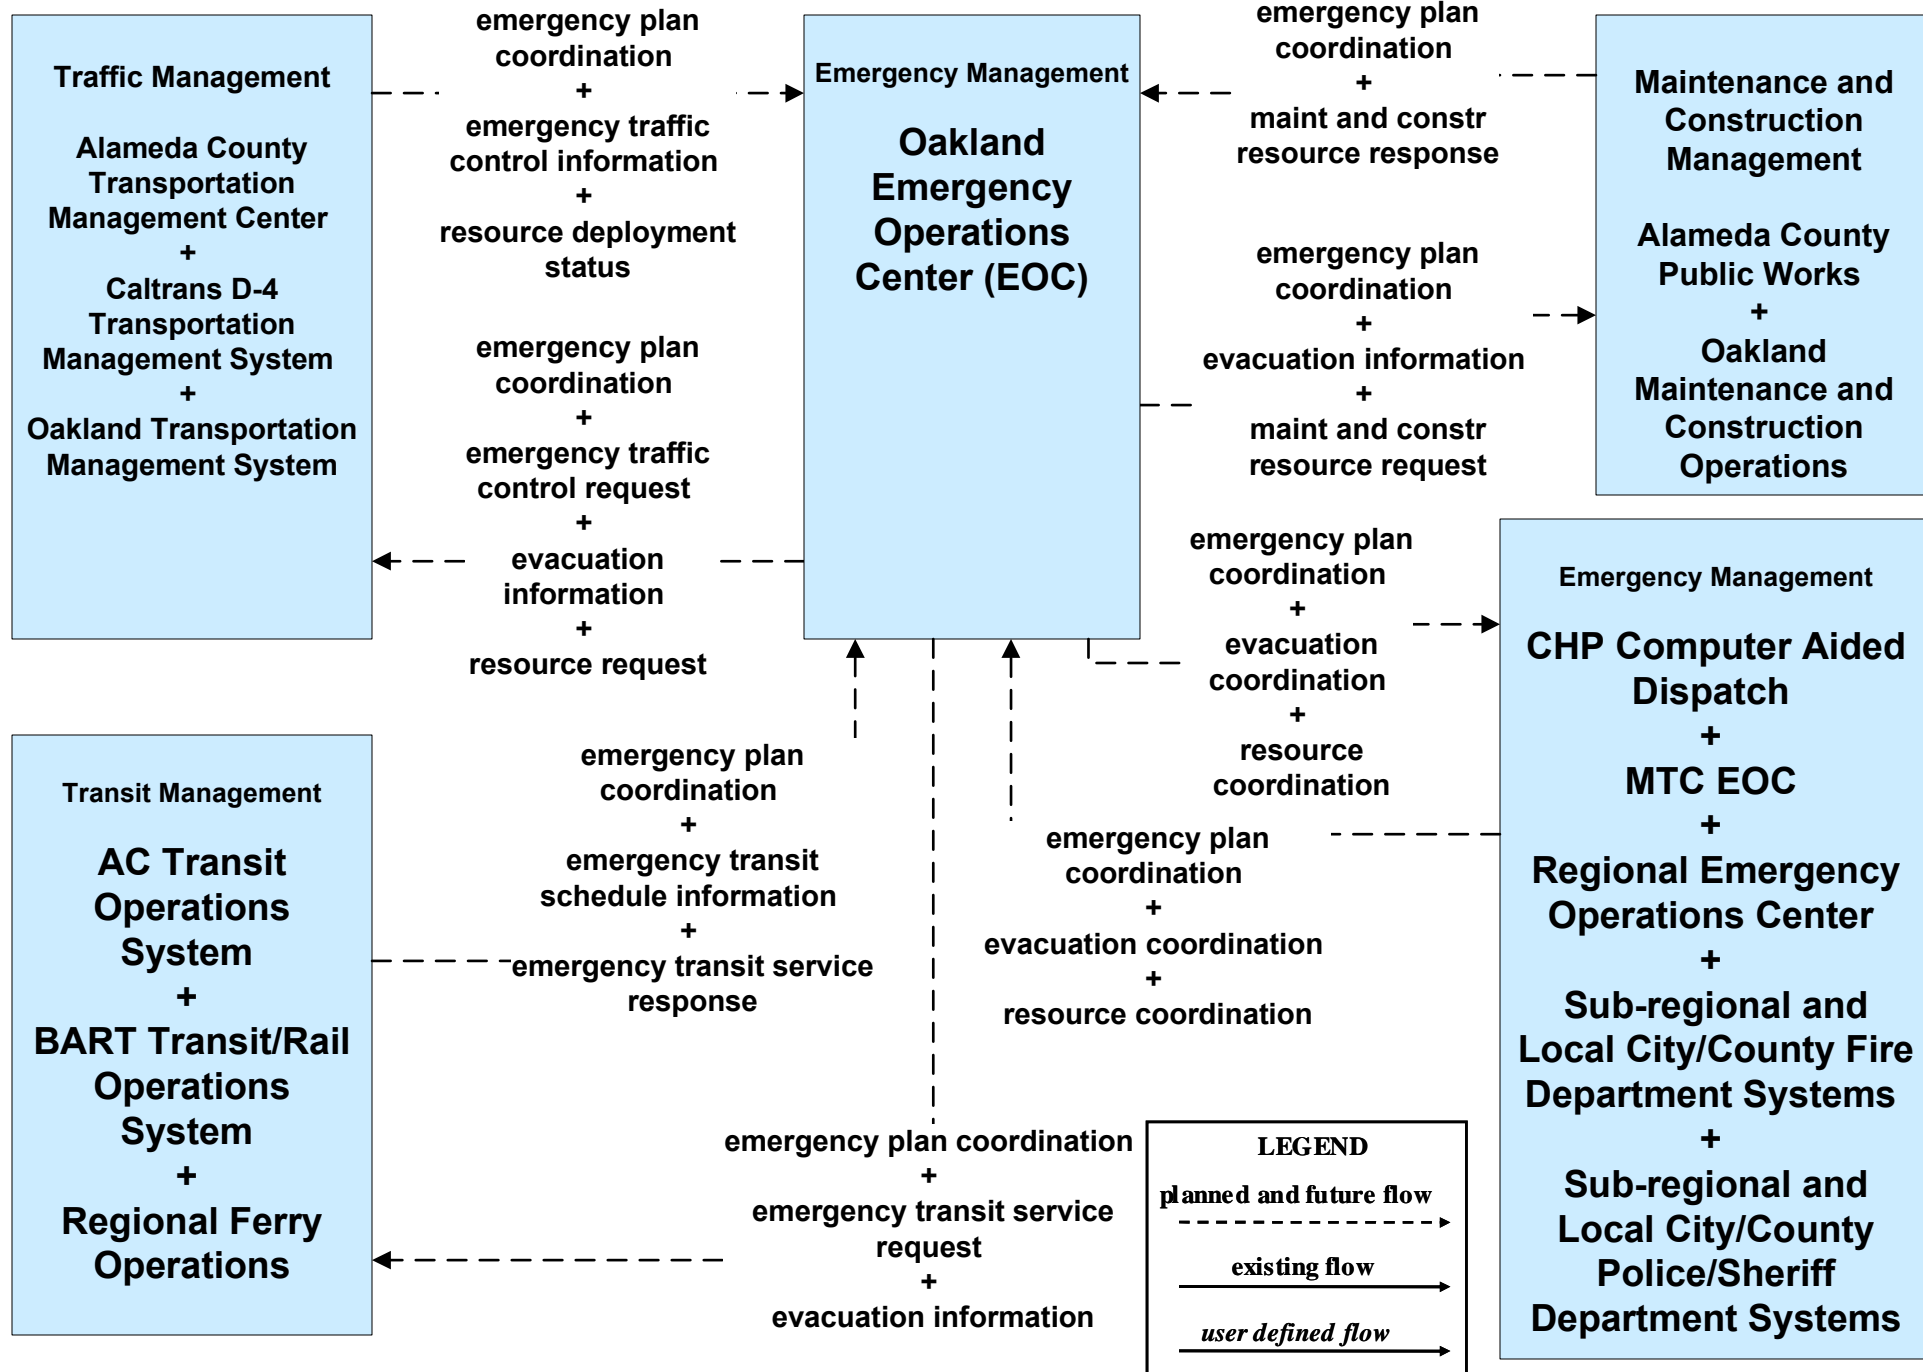 Traffic Management
Alameda County
Transportation
Management Center
+
Caltrans D-4
Transportation
Management System
+
Oakland Transportation
Management System
emergency plan
coordination
+
emergency traffic
control information
+
resource deployment
status
emergency plan
coordination
+
emergency traffic
control request
+
evacuation
information
+
resource request
Emergency Management
Oakland
Emergency
Operations
Center (EOC)
emergency plan
coordination
+
maint and constr
resource response
emergency plan
coordination
+
evacuation information
+
maint and constr
resource request
Maintenance and
Construction
Management
Alameda County
Public Works
+
Oakland
Maintenance and
Construction
Operations
Transit Management
AC Transit
Operations
System
+
BART Transit/Rail
Operations
System
+
Regional Ferry
Operations
emergency plan
coordination
+
emergency transit
schedule information
+
emergency transit service
response
emergency plan coordination
+
emergency transit service
request
+
evacuation information
emergency plan
coordination
+
evacuation
coordination
+
resource
coordination
emergency plan
coordination
+
evacuation coordination
+
resource coordination
Emergency Management
CHP Computer Aided
Dispatch
+
MTC EOC
+
Regional Emergency
Operations Center
+
Sub-regional and
Local City/County Fire
Department Systems
+
Sub-regional and
Local City/County
Police/Sheriff
Department Systems
LEGEND
planned and future flow
existing flow
user defined flow